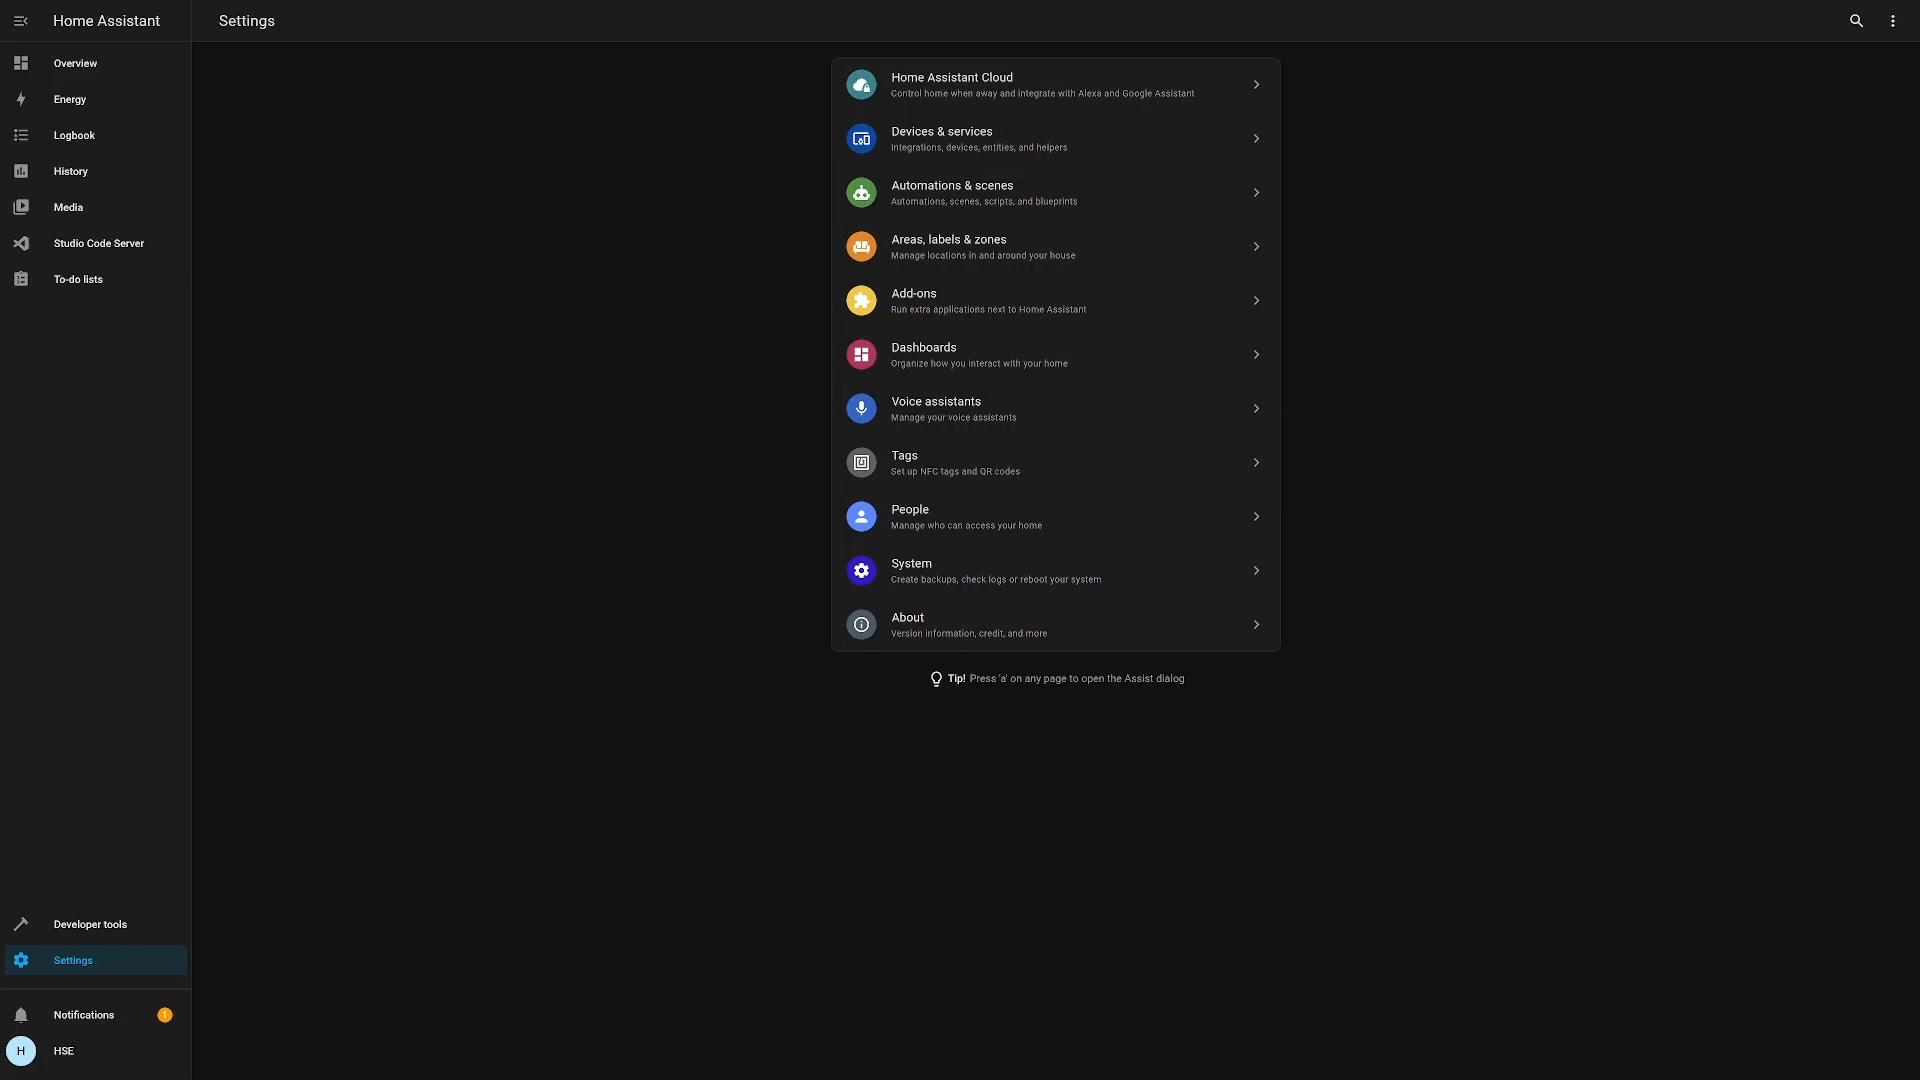 Home Assistant
Settings
Overview
Energy
Logbook
History
Media
Studio Code Server
To-do lists
Developer tools
Settings
Notifications
1
H
HSE
Home Assistant Cloud
Control home when away and integrate with Alexa and Google Assistant
Devices & services
Integrations, devices, entities, and helpers
Automations & scenes
Automations, scenes, scripts, and blueprints
Areas, labels & zones
Manage locations in and around your house
Add-ons
Run extra applications next to Home Assistant
Dashboards
Organize how you interact with your home
Voice assistants
Manage your voice assistants
Tags
Set up NFC tags and QR codes
People
Manage who can access your home
System
Create backups, check logs or reboot your system
About
Version information, credit, and more
Tip! Press 'a' on any page to open the Assist dialog